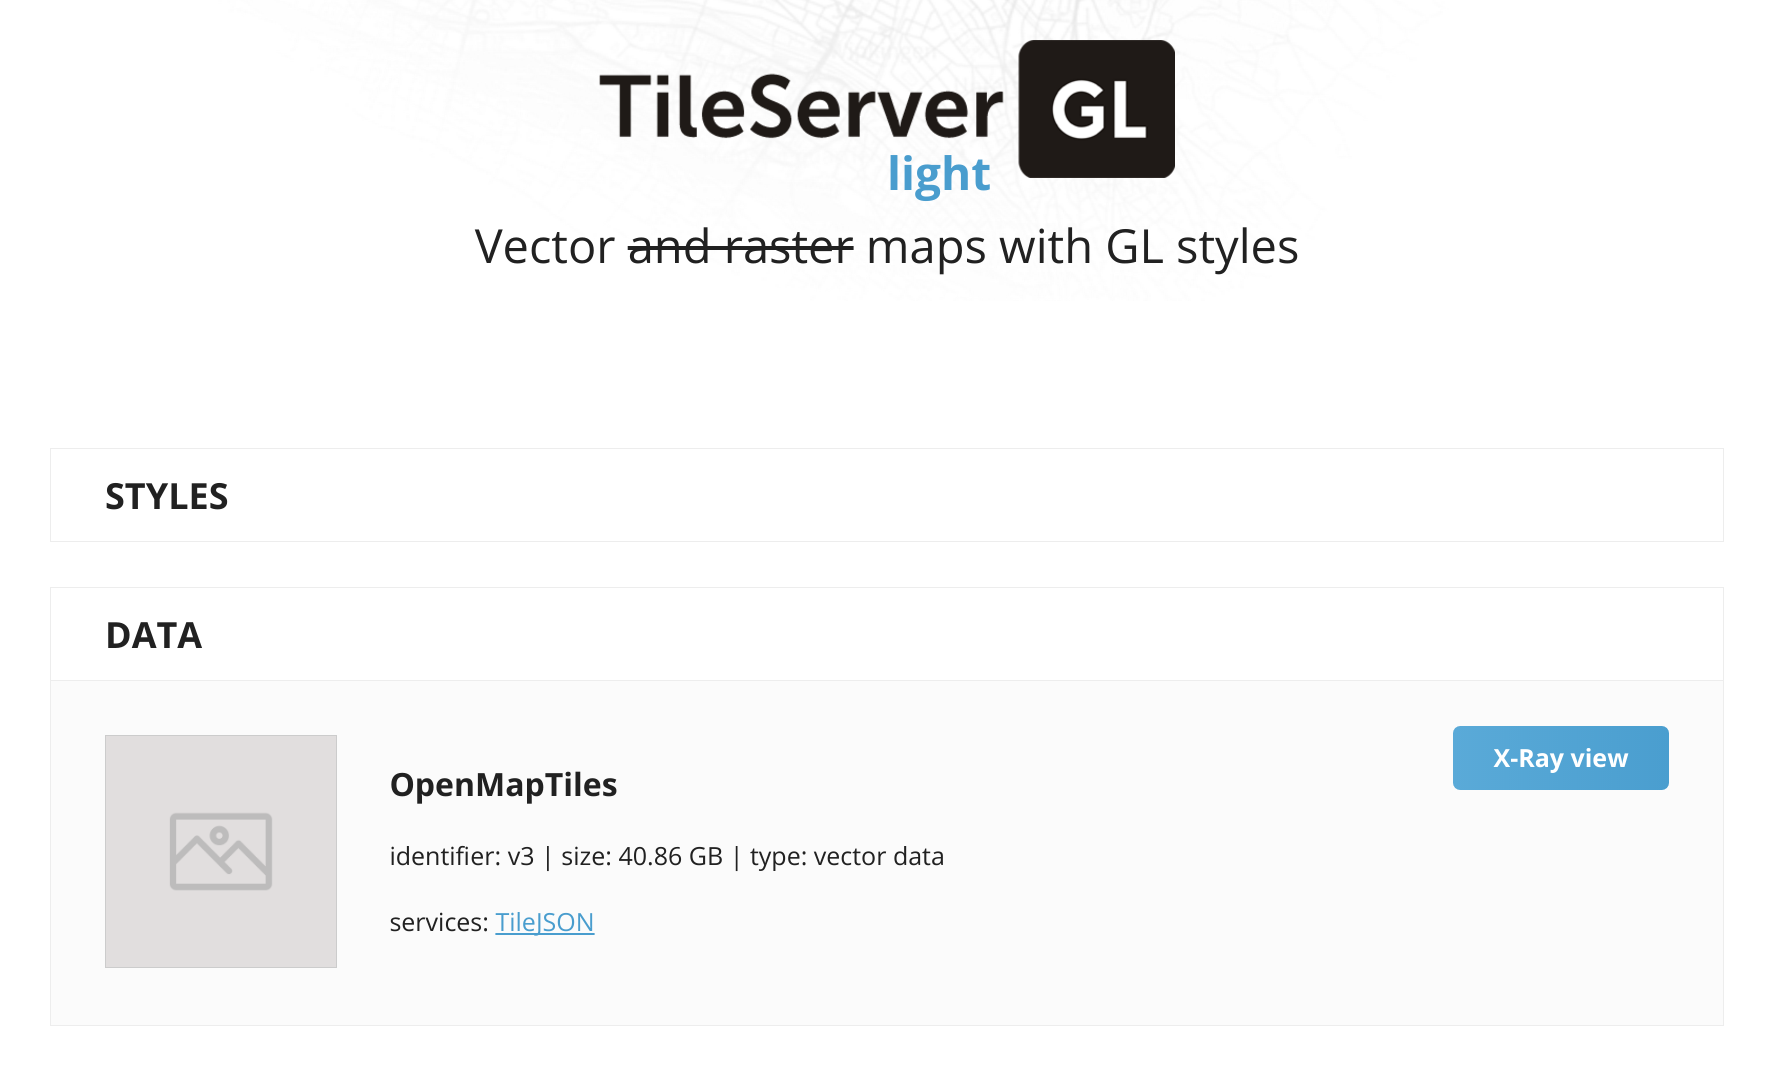 TileServer GL
light
Vector and raster maps with GL styles
STYLES
DATA
X-Ray view
OpenMapTiles
identifier: v3 | size: 40.86 GB | type: vector data
services: TileJSON